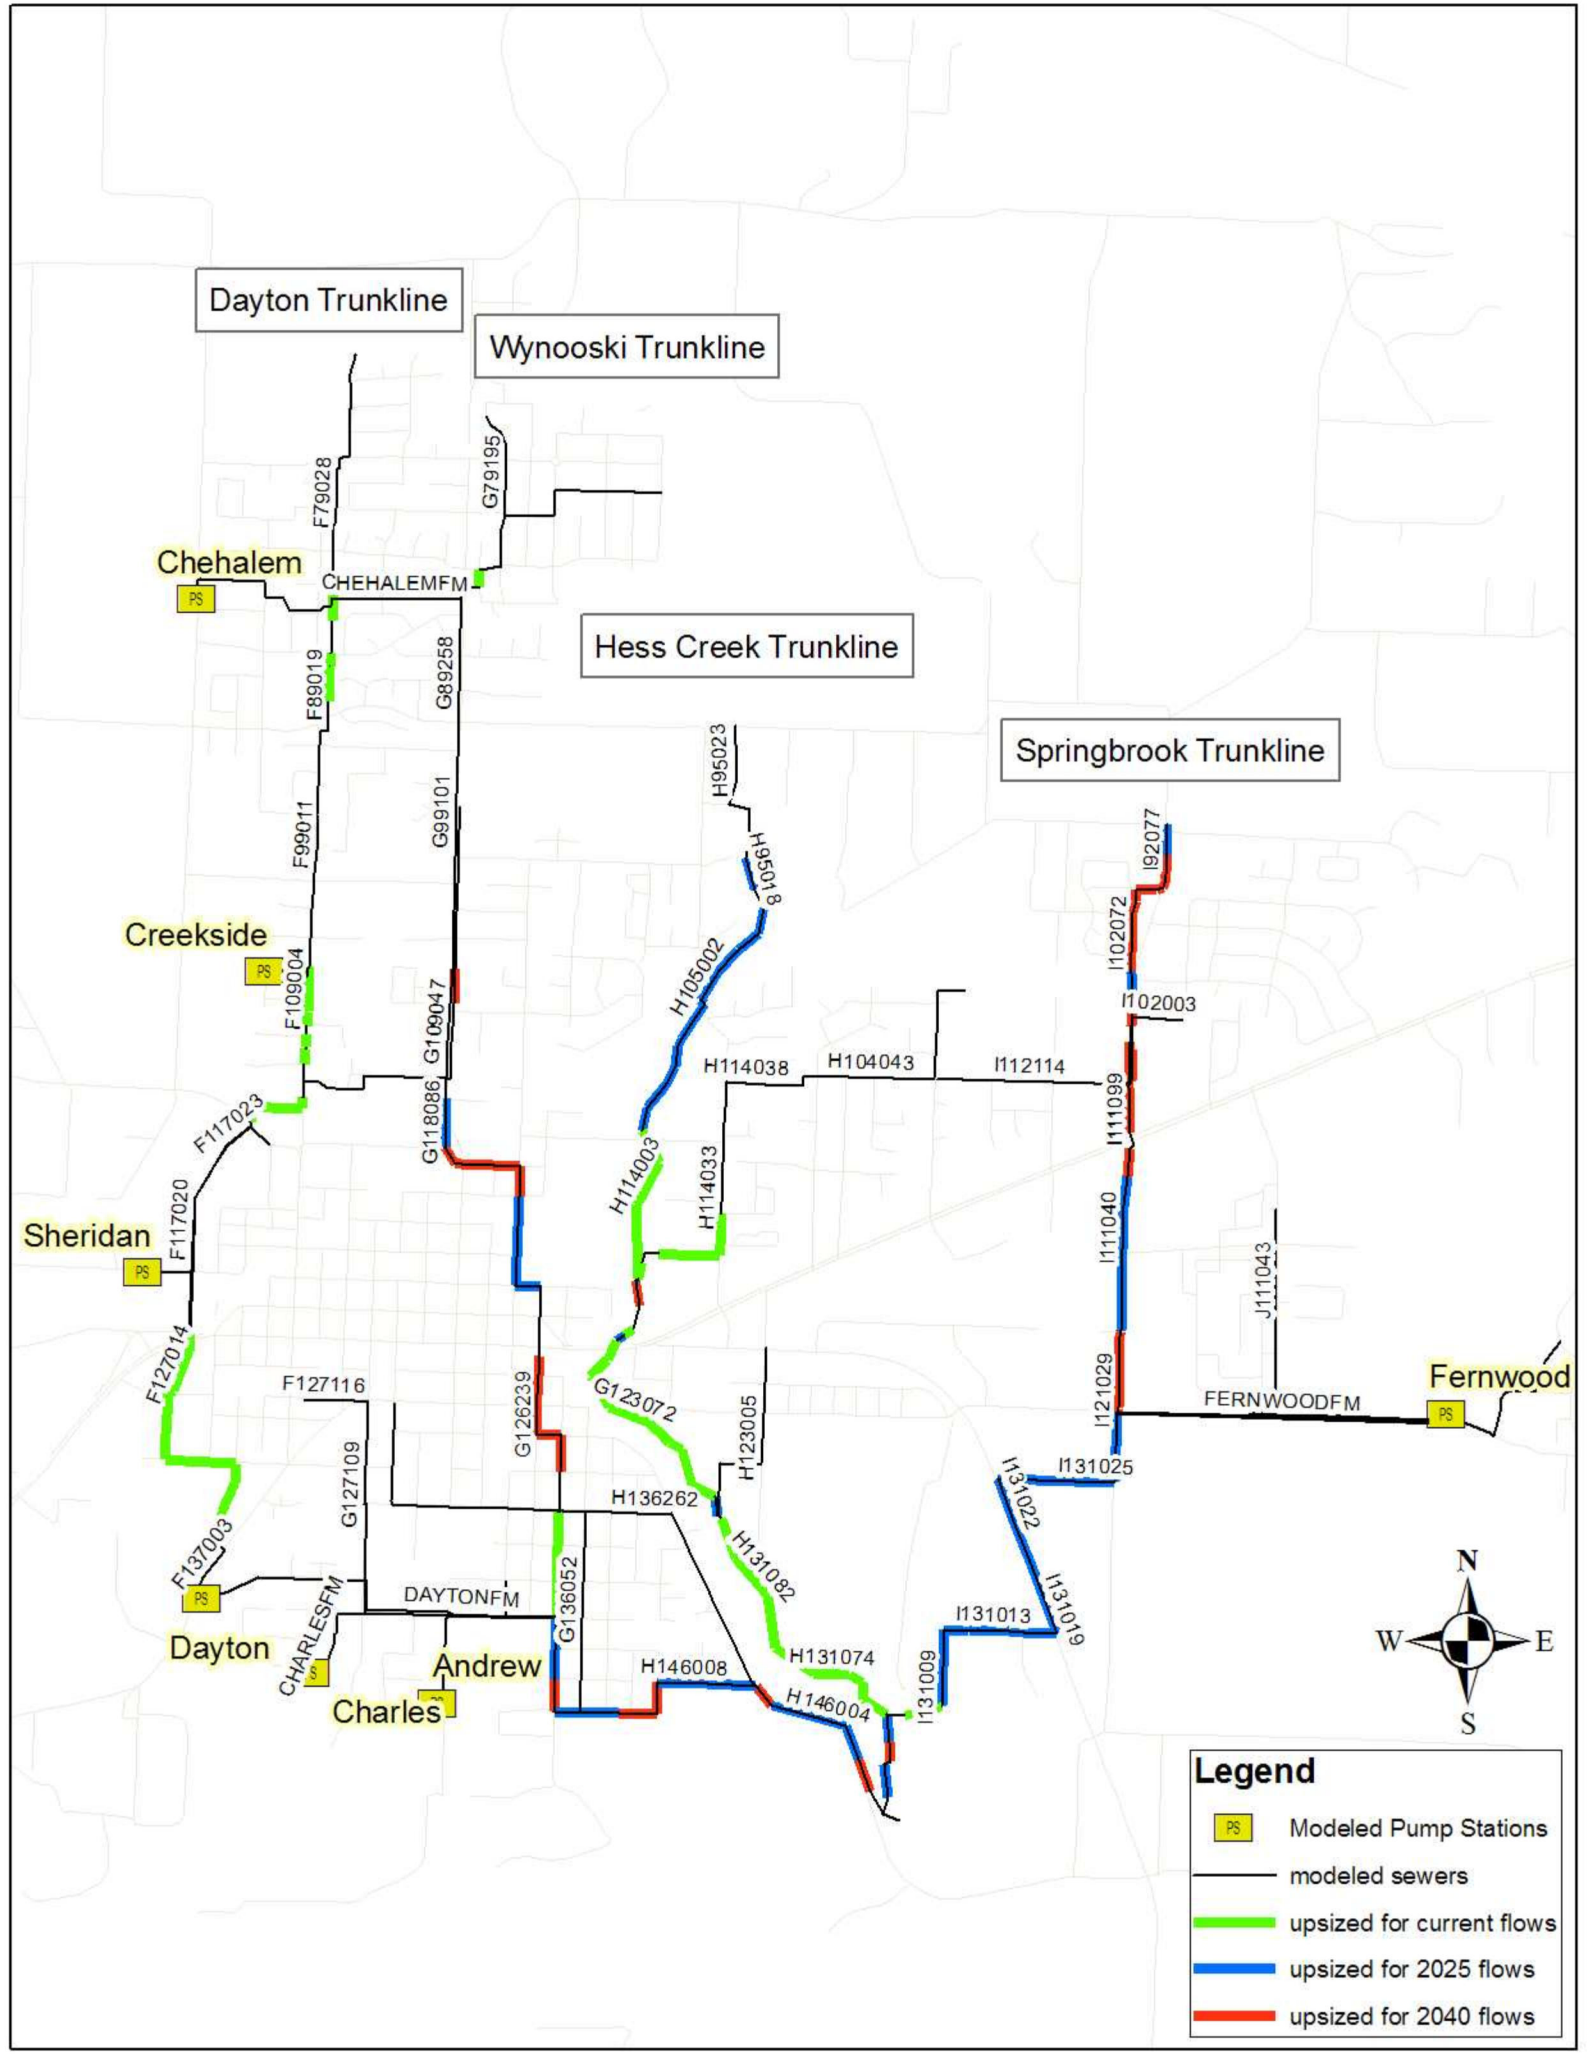 Dayton Trunkline
Wynooski Trunkline
F79028
G79195
Chehalem
PS
CHEHALEMFM
Hess Creek Trunkline
F89019
G89258
H95023
Springbrook Trunkline
F99011
G99101
H95018
I92077
Creekside
PS
F109004
G109047
H105002
I102072
I102003
H114038
H104043
I112114
F117023
G118086
H114003
H114033
I111099
F117020
Sheridan
PS
I111040
J111043
F127014
F127116
G126239
G123072
H123005
I121029
FERNWOODFM
Fernwood
PS
G127109
H136262
I131025
I131022
F137003
PS
Dayton
CHARLESFM
S
DAYTONFM
G136052
H131082
I131013
I131019
Andrew
Charles
H146008
H131074
H146004
I131009
N
W
E
S
Legend
PS
Modeled Pump Stations
modeled sewers
upsized for current flows
upsized for 2025 flows
upsized for 2040 flows